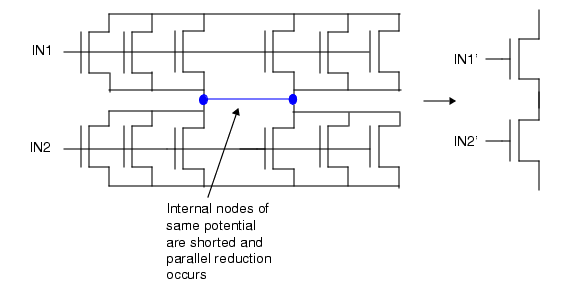 IN1
IN1'
IN2
IN2'
Internal nodes of
same potential
are shorted and
parallel reduction
occurs